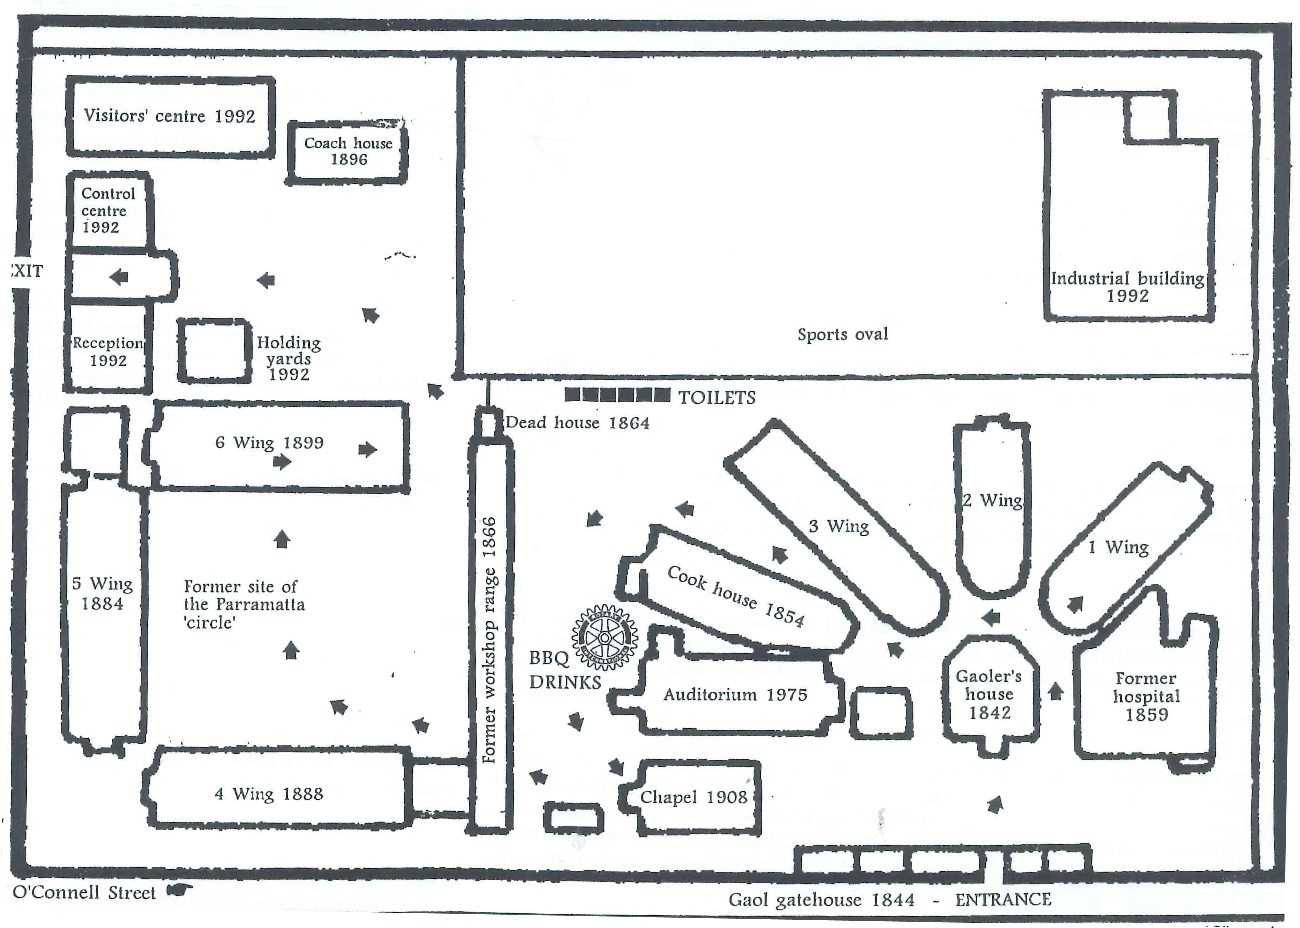 Visitors' centre 1992
Coach house
1896
Control
centre
1992
XIT
Reception
1992
Holding
yards
1992
Sports oval
Industrial building
1992
TOILETS
Dead house 1864
6 Wing 1899
5 Wing
1884
Former site of
the Parramatta
'circle'
Former workshop range 1866
3 Wing
2 Wing
1 Wing
Cook house 1854
BBQ
DRINKS
Auditorium 1975
Gaoler's
house
1842
Former
hospital
1859
4 Wing 1888
Chapel 1908
O'Connell Street
Gaol gatehouse 1844 - ENTRANCE